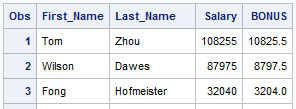 Obs First_Name Last_Name Salary BONUS
1 Tom Zhou 108255 10825.5
2 Wilson Dawes 87975 8797.5
3 Fong Hofmeister 32040 3204.0